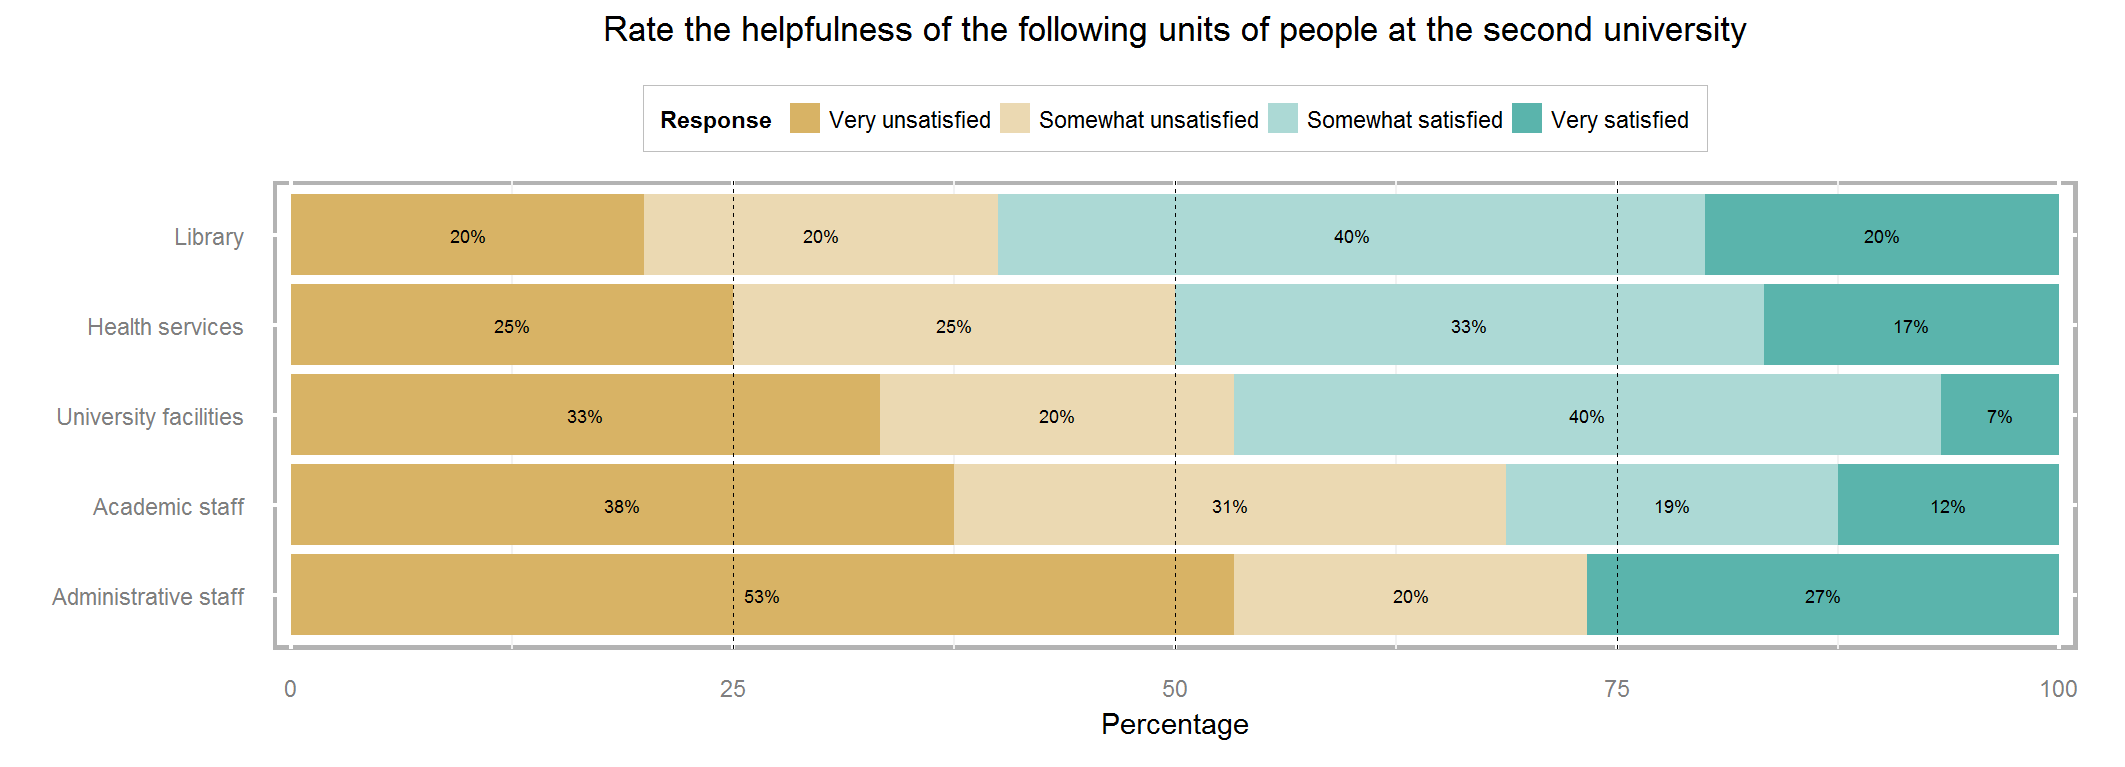 Rate the helpfulness of the following units of people at the second university
Response Very unsatisfied Somewhat unsatisfied Somewhat satisfied Very satisfied
Library 20% 20% 40% 20%
Health services 25% 25% 33% 17%
University facilities 33% 20% 40% 7%
Academic staff 38% 31% 19% 12%
Administrative staff 53% 20% 27%
0 25 50 75 100
Percentage